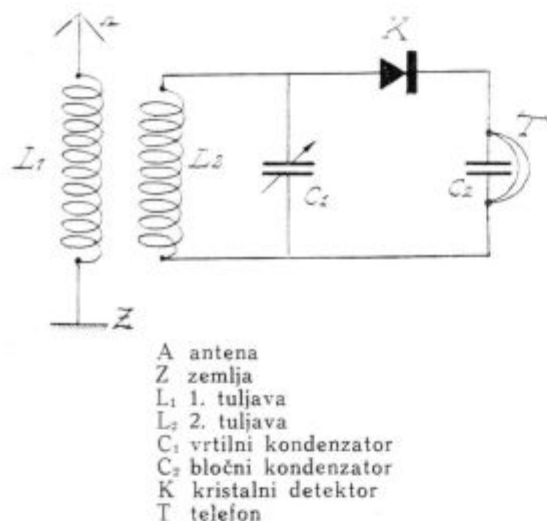 A
K
T
L₁
L₂
C₁
C₂
Z
A antena
Z zemlja
L₁ 1. tuljava
L₂ 2. tuljava
C₁ vrtilni kondenzator
C₂ bločni kondenzator
K kristalni detektor
T telefon